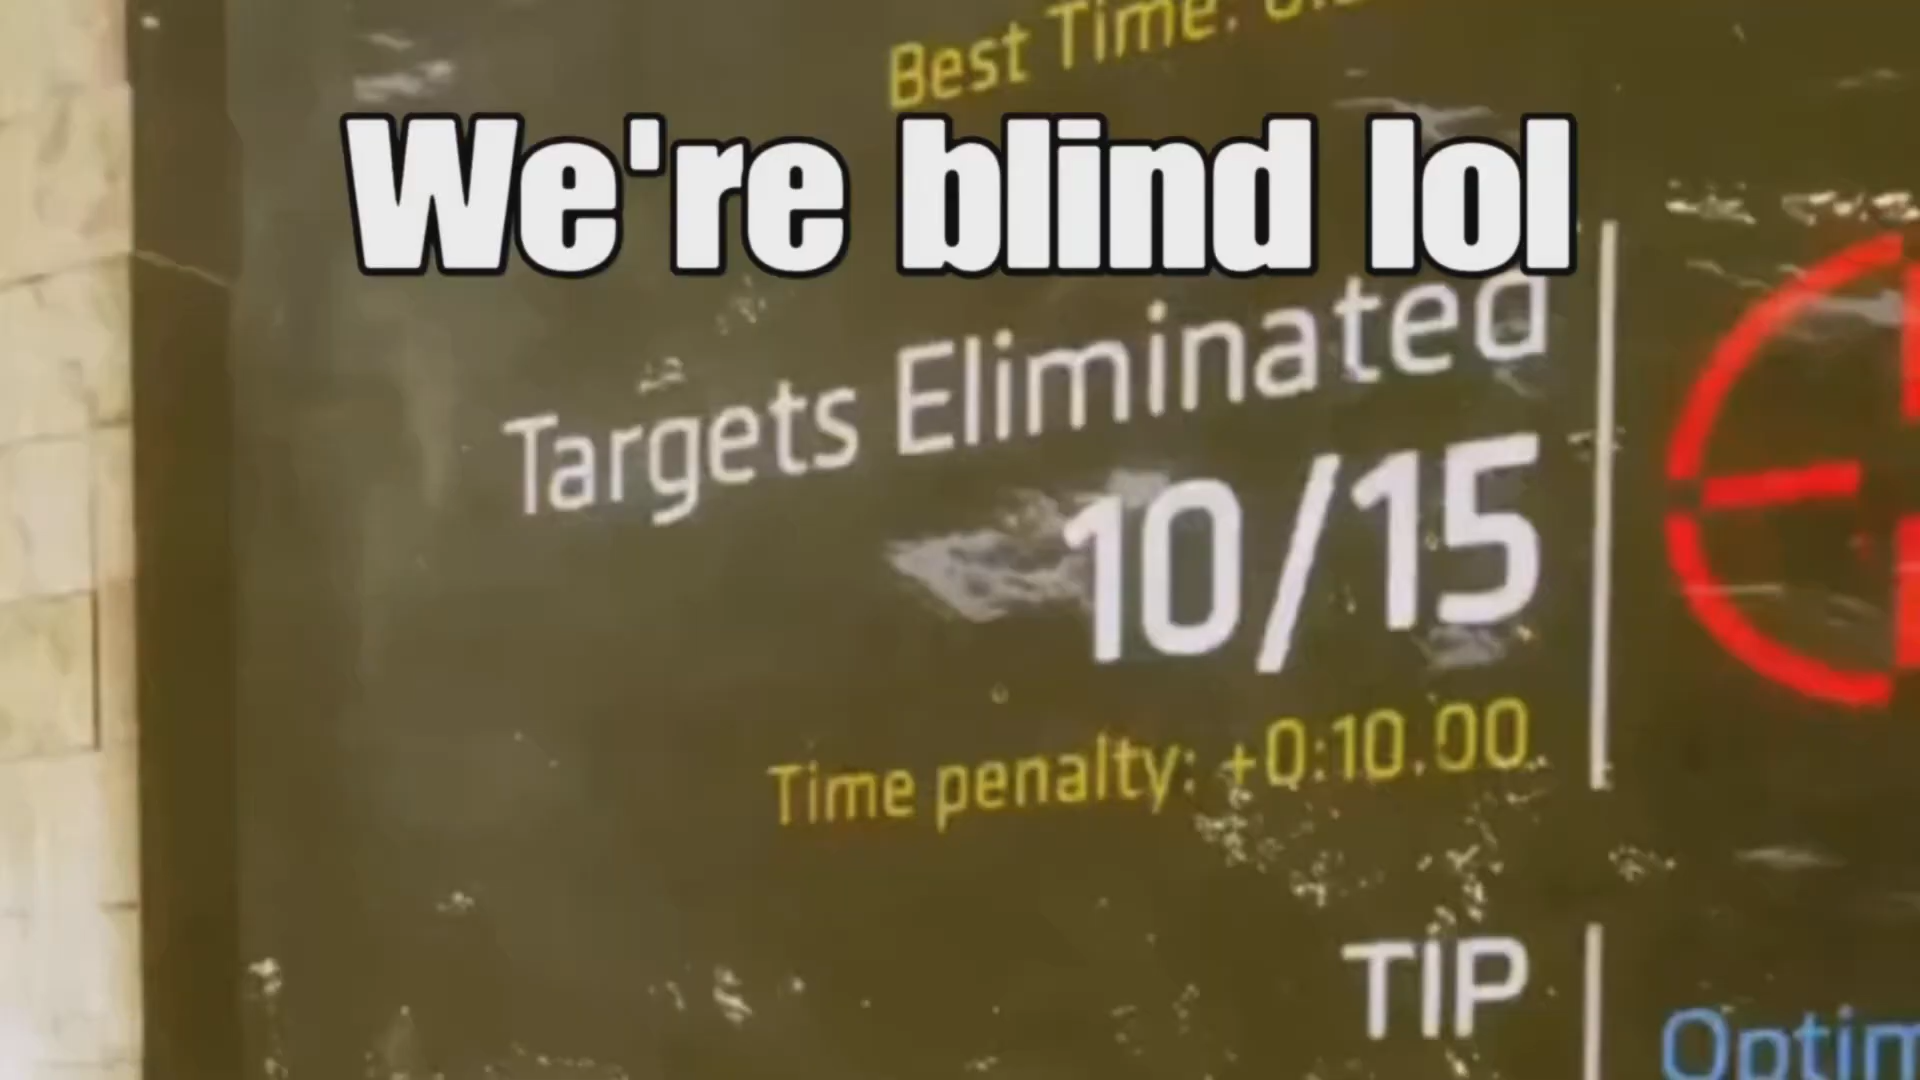 Best Time:
We're blind lol
Targets Eliminated
10/15
Time penalty: +0:10.00
TIP